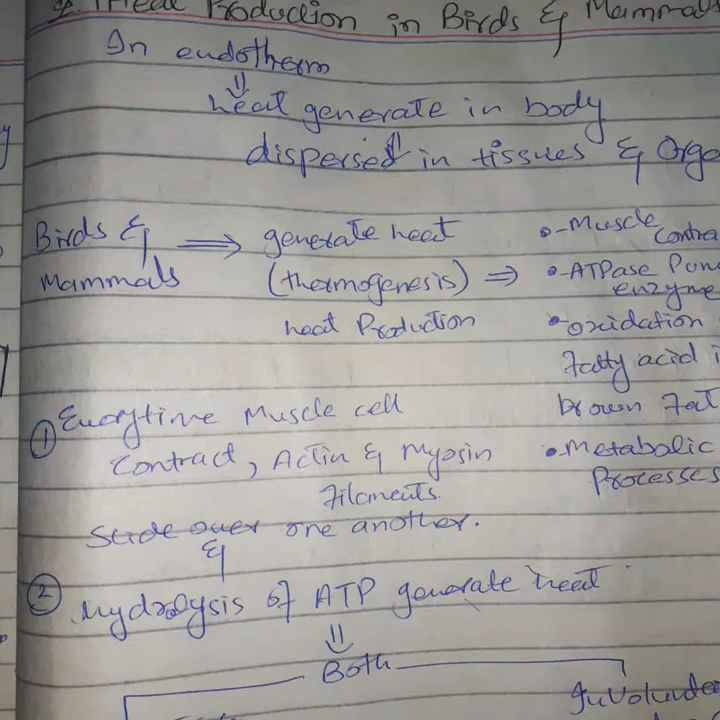 Heat Production in Birds & Mammals
In endotherm
heat generate in body
dispersed in tissues & Orga
Birds & Mammals ⇒ generate heat
(thermogenesis) ⇒
heat Production
•-Muscle contra
•-ATPase Pum
enzyme
•-oxidation
Fatty acid i
brown Fat
•Metabolic
Processes
① Everytime Muscle cell
Contract, Actin & Myosin
Filaments
Slide over one another.
&
② Hydrolysis of ATP generate heat
Both
Involunte